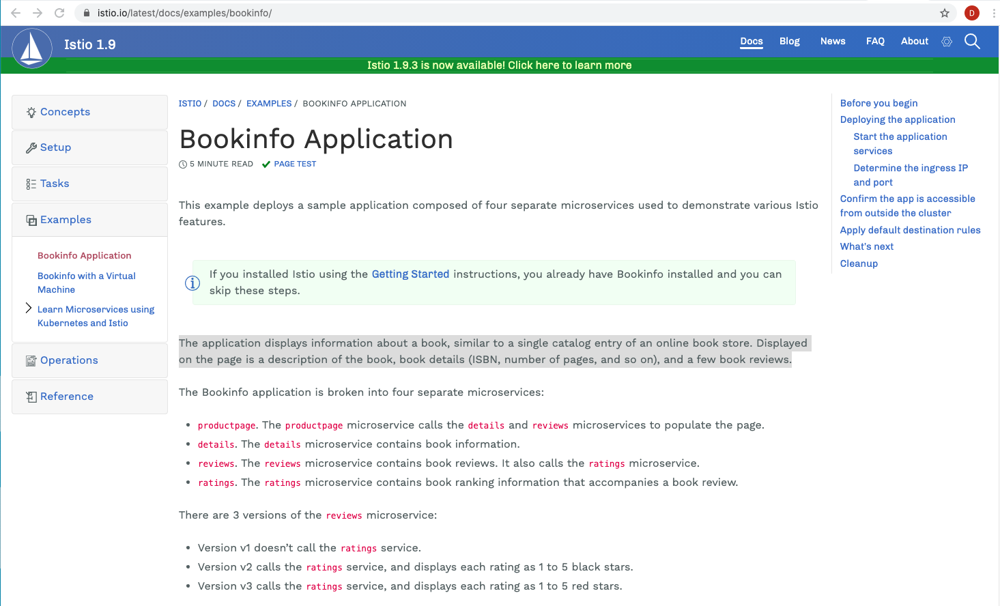 istio.io/latest/docs/examples/bookinfo/
D
Istio 1.9
Docs
Blog
News
FAQ
About
Istio 1.9.3 is now available! Click here to learn more
Concepts
Setup
Tasks
Examples
Bookinfo Application
Bookinfo with a Virtual
Machine
Learn Microservices using
Kubernetes and Istio
Operations
Reference
ISTIO / DOCS / EXAMPLES / BOOKINFO APPLICATION
Bookinfo Application
5 MINUTE READ PAGE TEST
This example deploys a sample application composed of four separate microservices used to demonstrate various Istio
features.
If you installed Istio using the Getting Started instructions, you already have Bookinfo installed and you can
skip these steps.
The application displays information about a book, similar to a single catalog entry of an online book store. Displayed
on the page is a description of the book, book details (ISBN, number of pages, and so on), and a few book reviews.
The Bookinfo application is broken into four separate microservices:
• productpage. The productpage microservice calls the details and reviews microservices to populate the page.
• details. The details microservice contains book information.
• reviews. The reviews microservice contains book reviews. It also calls the ratings microservice.
• ratings. The ratings microservice contains book ranking information that accompanies a book review.
There are 3 versions of the reviews microservice:
• Version v1 doesn’t call the ratings service.
• Version v2 calls the ratings service, and displays each rating as 1 to 5 black stars.
• Version v3 calls the ratings service, and displays each rating as 1 to 5 red stars.
Before you begin
Deploying the application
Start the application
services
Determine the ingress IP
and port
Confirm the app is accessible
from outside the cluster
Apply default destination rules
What's next
Cleanup